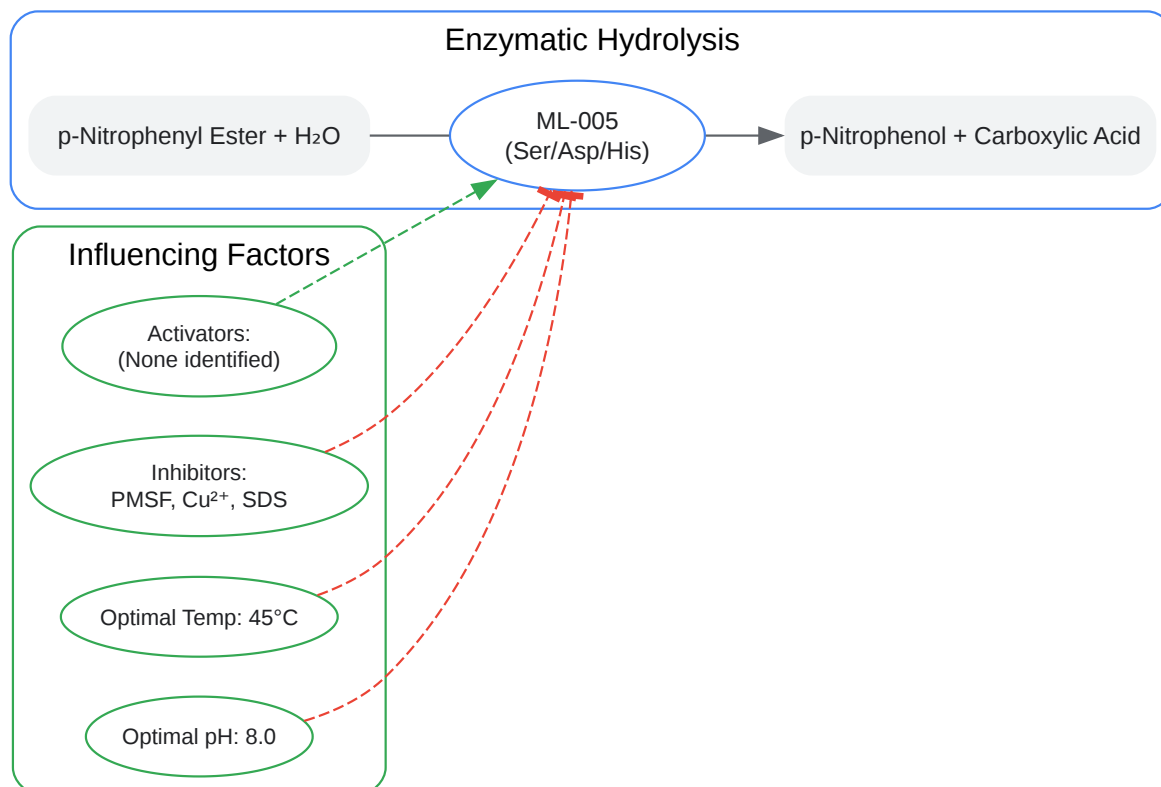 Enzymatic Hydrolysis
p-Nitrophenyl Ester + H₂O
ML-005
(Ser/Asp/His)
p-Nitrophenol + Carboxylic Acid
Influencing Factors
Activators:
(None identified)
Inhibitors:
PMSF, Cu²⁺, SDS
Optimal Temp: 45°C
Optimal pH: 8.0